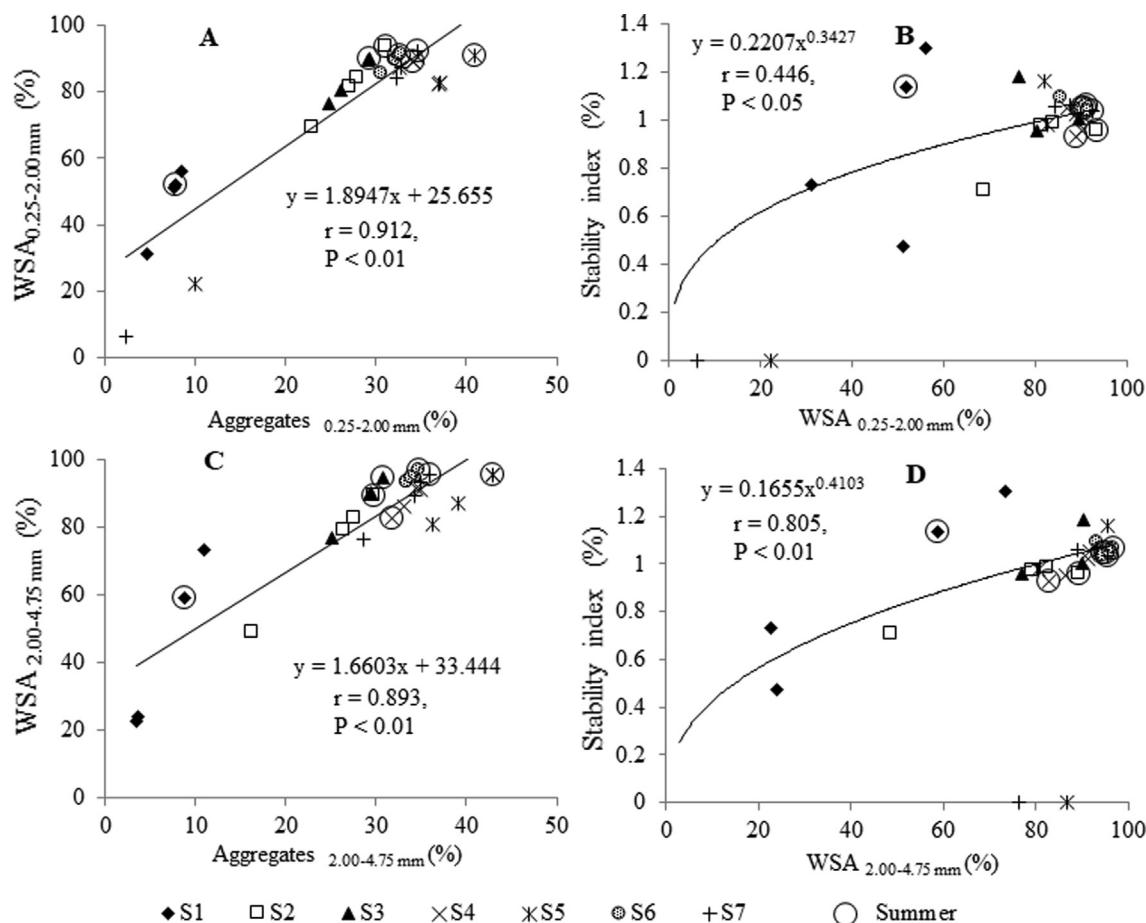 A
WSA0.25-2.00 mm (%)
100
80
60
40
20
0
y = 1.8947x + 25.655
r = 0.912,
P < 0.01
0 10 20 30 40 50
Aggregates 0.25-2.00 mm (%)
B
Stability index (%)
1.4
1.2
1
0.8
0.6
0.4
0.2
0
y = 0.2207x^0.3427
r = 0.446,
P < 0.05
0 20 40 60 80 100
WSA 0.25-2.00 mm (%)
C
WSA 2.00-4.75 mm (%)
100
80
60
40
20
0
y = 1.6603x + 33.444
r = 0.893,
P < 0.01
0 10 20 30 40 50
Aggregates 2.00-4.75 mm (%)
D
Stability index (%)
1.4
1.2
1
0.8
0.6
0.4
0.2
0
y = 0.1655x^0.4103
r = 0.805,
P < 0.01
0 20 40 60 80 100
WSA 2.00-4.75 mm (%)
S1 S2 S3 S4 S5 S6 S7 Summer